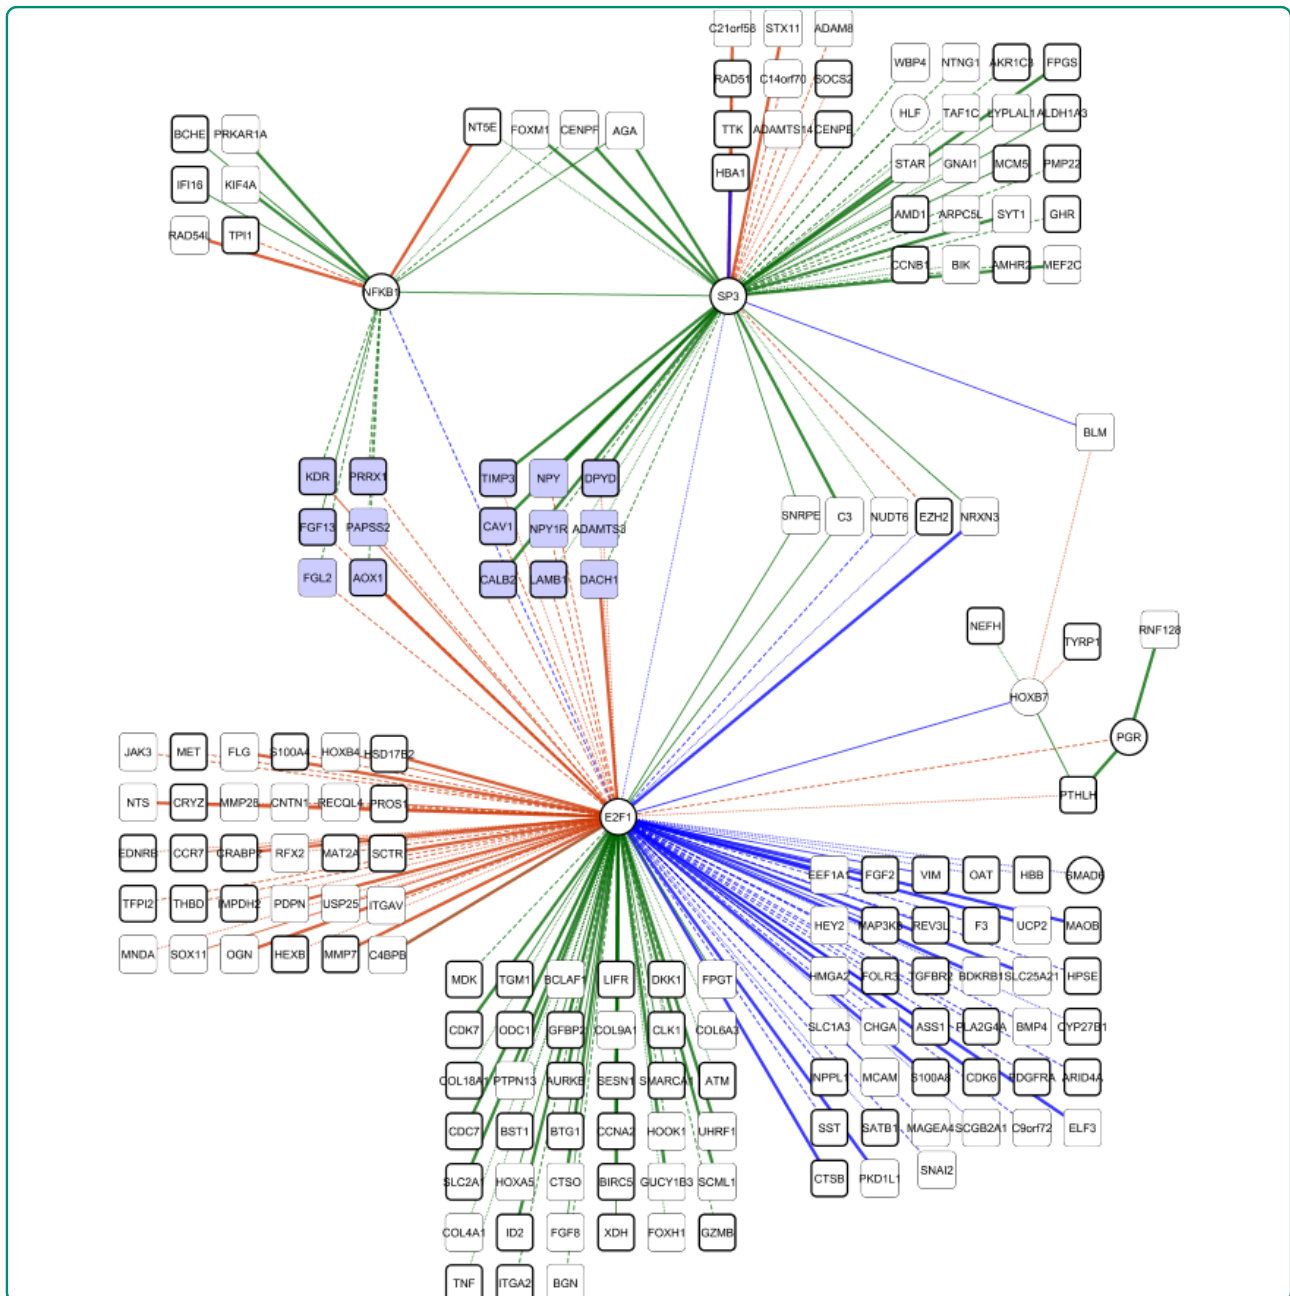 C21orf58 STX11 ADAM8
WBP4 NTNG1 AKR1C3 FPGS
RAD51 C14orf70 SOCS2
HLF TAF1C LYPLAL1 ALDH1A3
BCHE PRKAR1A NT5E FOXM1 CENPF AGA TTK ADAMTS14 CENPE
STAR GNAI1 MCM5 PMP22
HBA1
IFI16 KIF4A
AMD1 ARPC5L SYT1 GHR
RAD54L TPI1
CCNB1 BIK AMHR2 MEF2C
NFKB1 SP3
BLM
KDR PRRX1 TIMP3 NPY DPYD
SNRPE C3 NUDT6 EZH2 NRXN3
FGF13 PAPSS2 CAV1 NPY1R ADAMTS3
FGL2 AOX1 CALB2 LAMB1 DACH1
NEFH TYRP1 RNF128
HOXB7
PGR
JAK3 MET FLG S100A4 HOXB4 HSD17B2
PTHLH
NTS CRYZ MMP28 CNTN1 RECQL4 PROS1
E2F1
EDNRB CCR7 CRABP2 RFX2 MAT2A SCTR
EEF1A1 FGF2 VIM OAT HBB SMAD6
TFPI2 THBD IMPDH2 PDPN USP25 ITGAV
HEY2 MAP3K8 REV3L F3 UCP2 MAOB
MNDA SOX11 OGN HEXB MMP7 C4BPB
HMGA2 FOLR3 TGFBR2 BDKRB1 SLC25A21 HPSE
MDK TGM1 BCLAF1 LIFR DKK1 FPGT
SLC1A3 CHGA ASS1 PLA2G4A BMP4 CYP27B1
CDK7 ODC1 GFBP2 COL9A1 CLK1 COL6A3
NPPL1 MCAM S100A8 CDK6 PDGFRA ARID4A
COL18A1 PTPN13 AURKB SESN1 SMARCA1 ATM
SST SATB1 MAGEA4 SCGB2A1 C9orf72 ELF3
CDC7 BST1 BTG1 CCNA2 HOOK1 UHRF1
CTSB PKD1L1 SNAI2
SLC2A1 HOXA5 CTSO BIRC5 GUCY1B3 SCML1
COL4A1 ID2 FGF8 XDH FOXH1 GZMB
TNF ITGA2 BGN